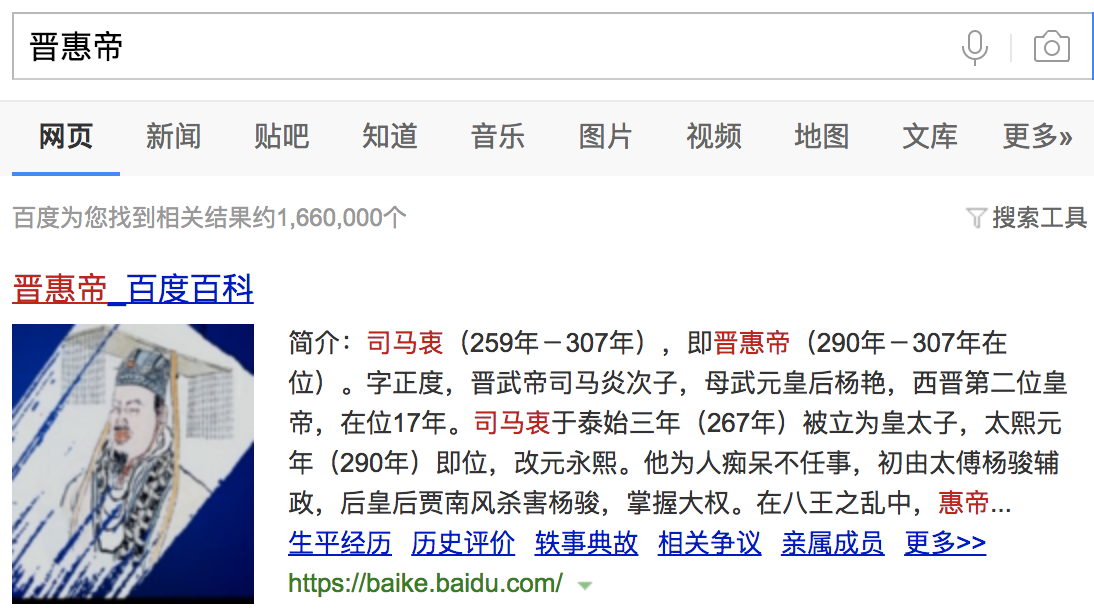 晋惠帝
网页 新闻 贴吧 知道 音乐 图片 视频 地图 文库 更多»
百度为您找到相关结果约1,660,000个 搜索工具
晋惠帝_百度百科
简介：司马衷（259年－307年），即晋惠帝（290年－307年在
位）。字正度，晋武帝司马炎次子，母武元皇后杨艳，西晋第二位皇
帝，在位17年。司马衷于泰始三年（267年）被立为皇太子，太熙元
年（290年）即位，改元永熙。他为人痴呆不任事，初由太傅杨骏辅
政，后皇后贾南风杀害杨骏，掌握大权。在八王之乱中，惠帝...
生平经历 历史评价 轶事典故 相关争议 亲属成员 更多>>
https://baike.baidu.com/